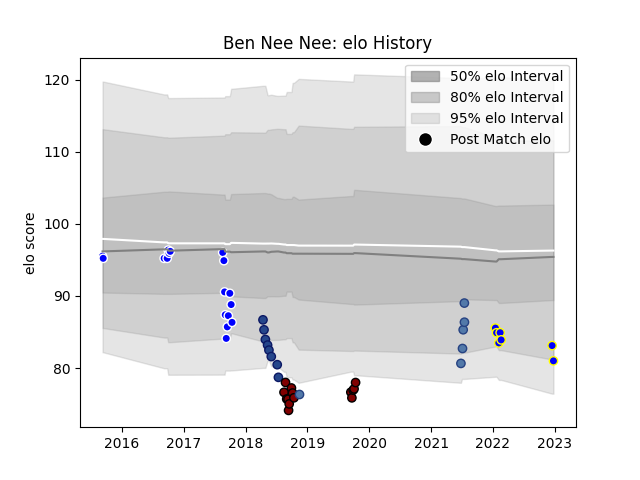 Ben Nee Nee: elo History
50% elo Interval
80% elo Interval
95% elo Interval
Post Match elo
elo score
120
110
100
90
80
2016 2017 2018 2019 2020 2021 2022 2023